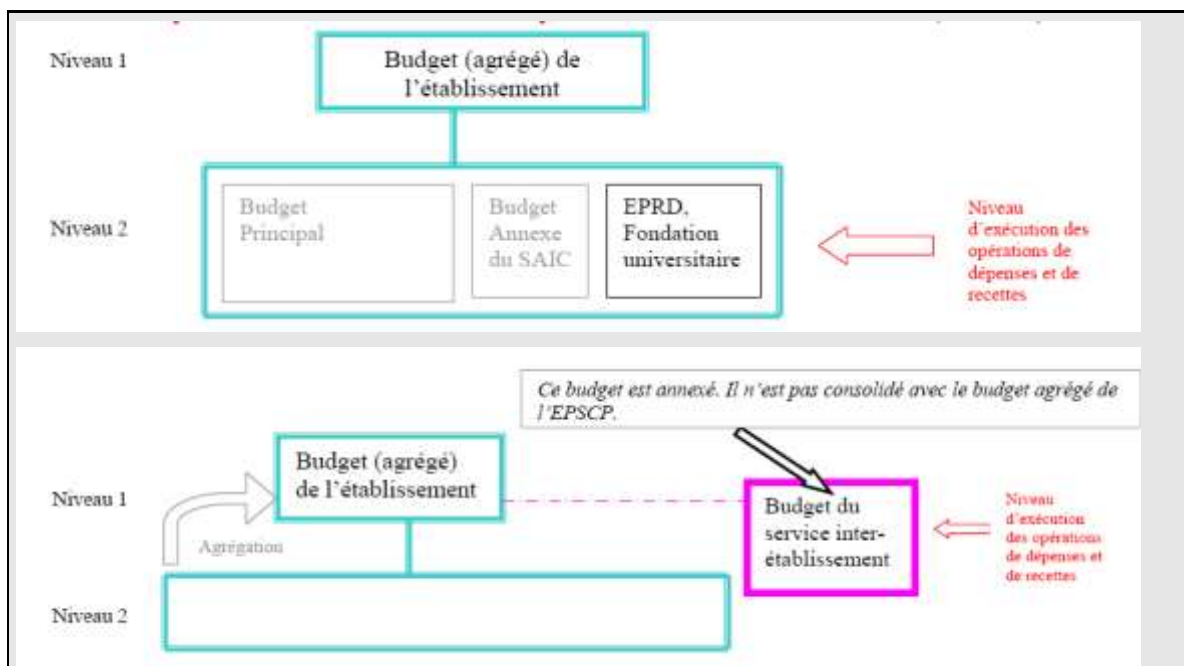 Niveau 1
Budget (agrégé) de
l'établissement
Niveau 2
Budget
Principal
Budget
Annexe
du SAIC
EPRD,
Fondation
universitaire
Niveau
d'exécution des
opérations de
dépenses et de
recettes
Ce budget est annexé. Il n'est pas consolidé avec le budget agrégé de
l'EPSCP.
Niveau 1
Agrégation
Budget (agrégé)
de l'établissement
Budget du
service inter-
établissement
Niveau
d'exécution
des opérations
de dépenses et
de recettes
Niveau 2